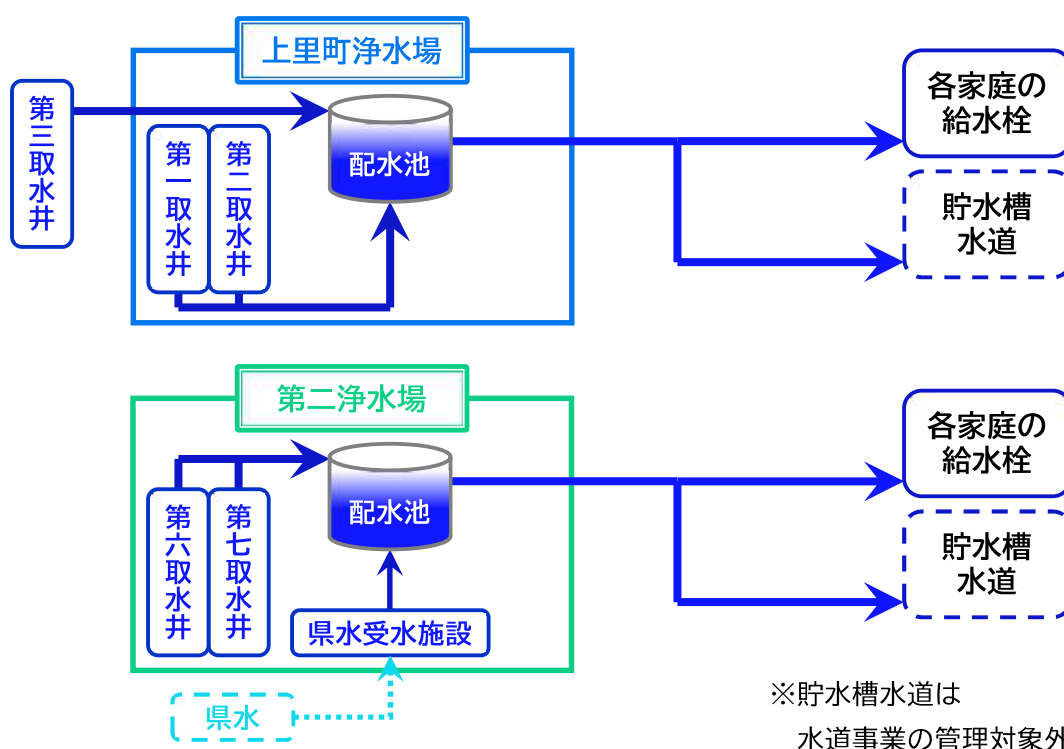 上里町浄水場
第三取水井
第一取水井
第二取水井
配水池
各家庭の
給水栓
貯水槽
水道
第二浄水場
第六取水井
第七取水井
配水池
県水受水施設
県水
各家庭の
給水栓
貯水槽
水道
※貯水槽水道は
水道事業の管理対象外